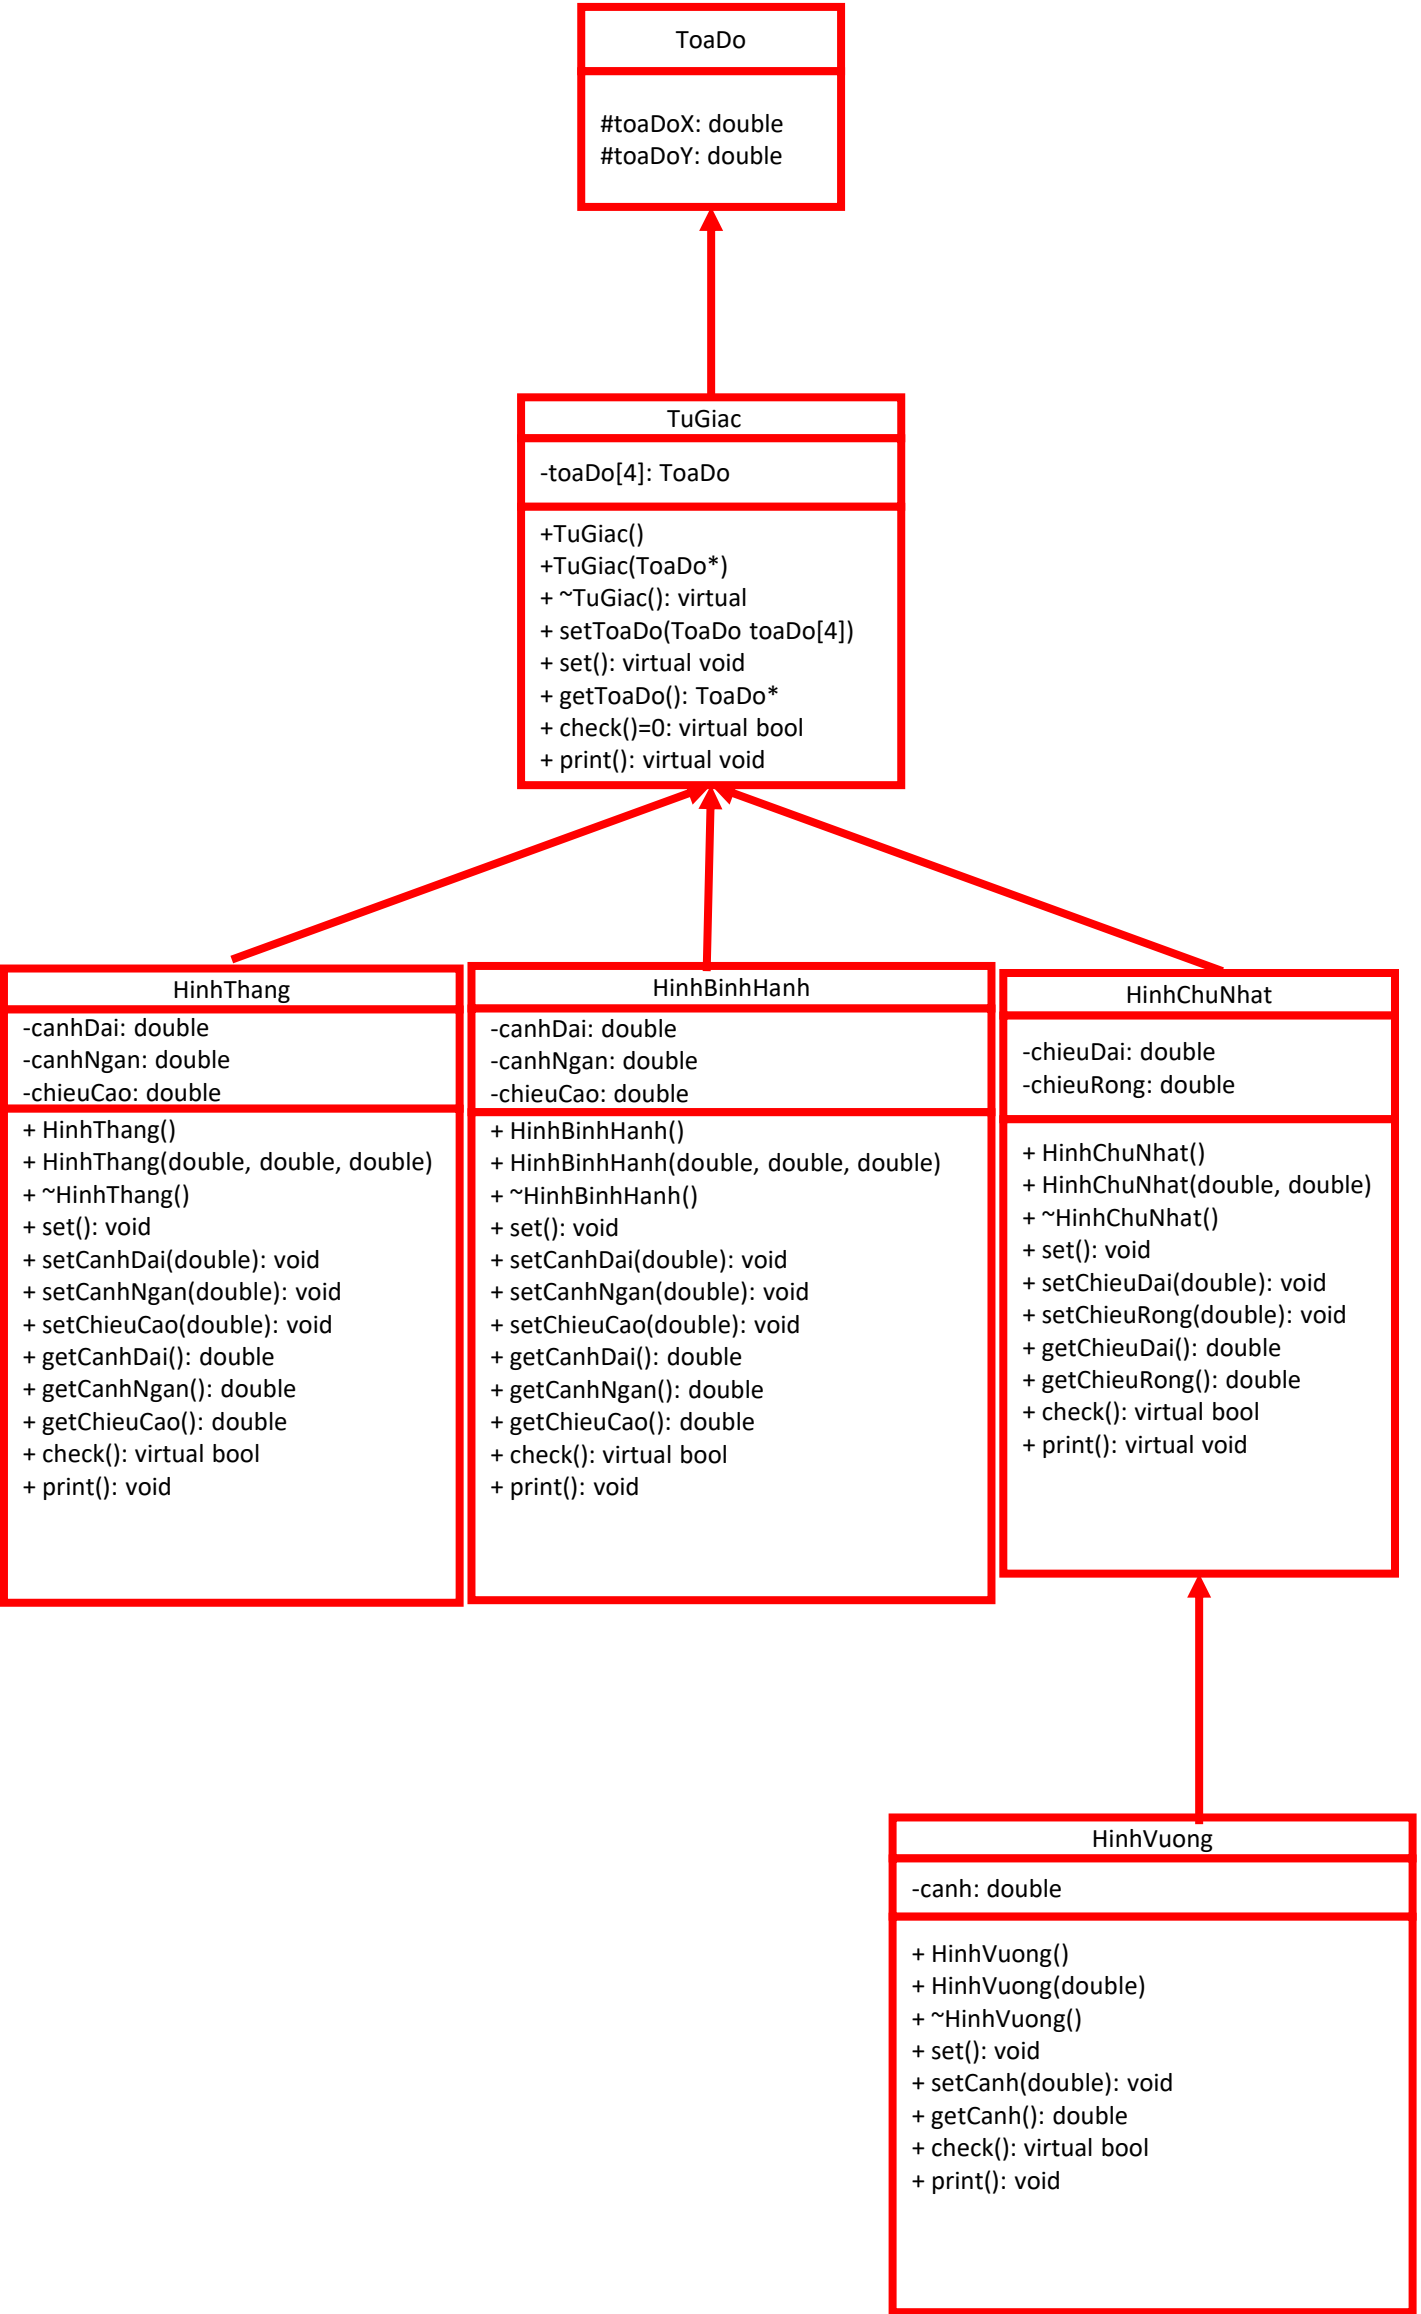 ToaDo
#toaDoX: double
#toaDoY: double
TuGiac
-toaDo[4]: ToaDo
+TuGiac()
+TuGiac(ToaDo*)
+ ~TuGiac(): virtual
+ setToaDo(ToaDo toaDo[4])
+ set(): virtual void
+ getToaDo(): ToaDo*
+ check()=0: virtual bool
+ print(): virtual void
HinhThang
-canhDai: double
-canhNgan: double
-chieuCao: double
+ HinhThang()
+ HinhThang(double, double, double)
+ ~HinhThang()
+ set(): void
+ setCanhDai(double): void
+ setCanhNgan(double): void
+ setChieuCao(double): void
+ getCanhDai(): double
+ getCanhNgan(): double
+ getChieuCao(): double
+ check(): virtual bool
+ print(): void
HinhBinhHanh
-canhDai: double
-canhNgan: double
-chieuCao: double
+ HinhBinhHanh()
+ HinhBinhHanh(double, double, double)
+ ~HinhBinhHanh()
+ set(): void
+ setCanhDai(double): void
+ setCanhNgan(double): void
+ setChieuCao(double): void
+ getCanhDai(): double
+ getCanhNgan(): double
+ getChieuCao(): double
+ check(): virtual bool
+ print(): void
HinhChuNhat
-chieuDai: double
-chieuRong: double
+ HinhChuNhat()
+ HinhChuNhat(double, double)
+ ~HinhChuNhat()
+ set(): void
+ setChieuDai(double): void
+ setChieuRong(double): void
+ getChieuDai(): double
+ getChieuRong(): double
+ check(): virtual bool
+ print(): virtual void
HinhVuong
-canh: double
+ HinhVuong()
+ HinhVuong(double)
+ ~HinhVuong()
+ set(): void
+ setCanh(double): void
+ getCanh(): double
+ check(): virtual bool
+ print(): void